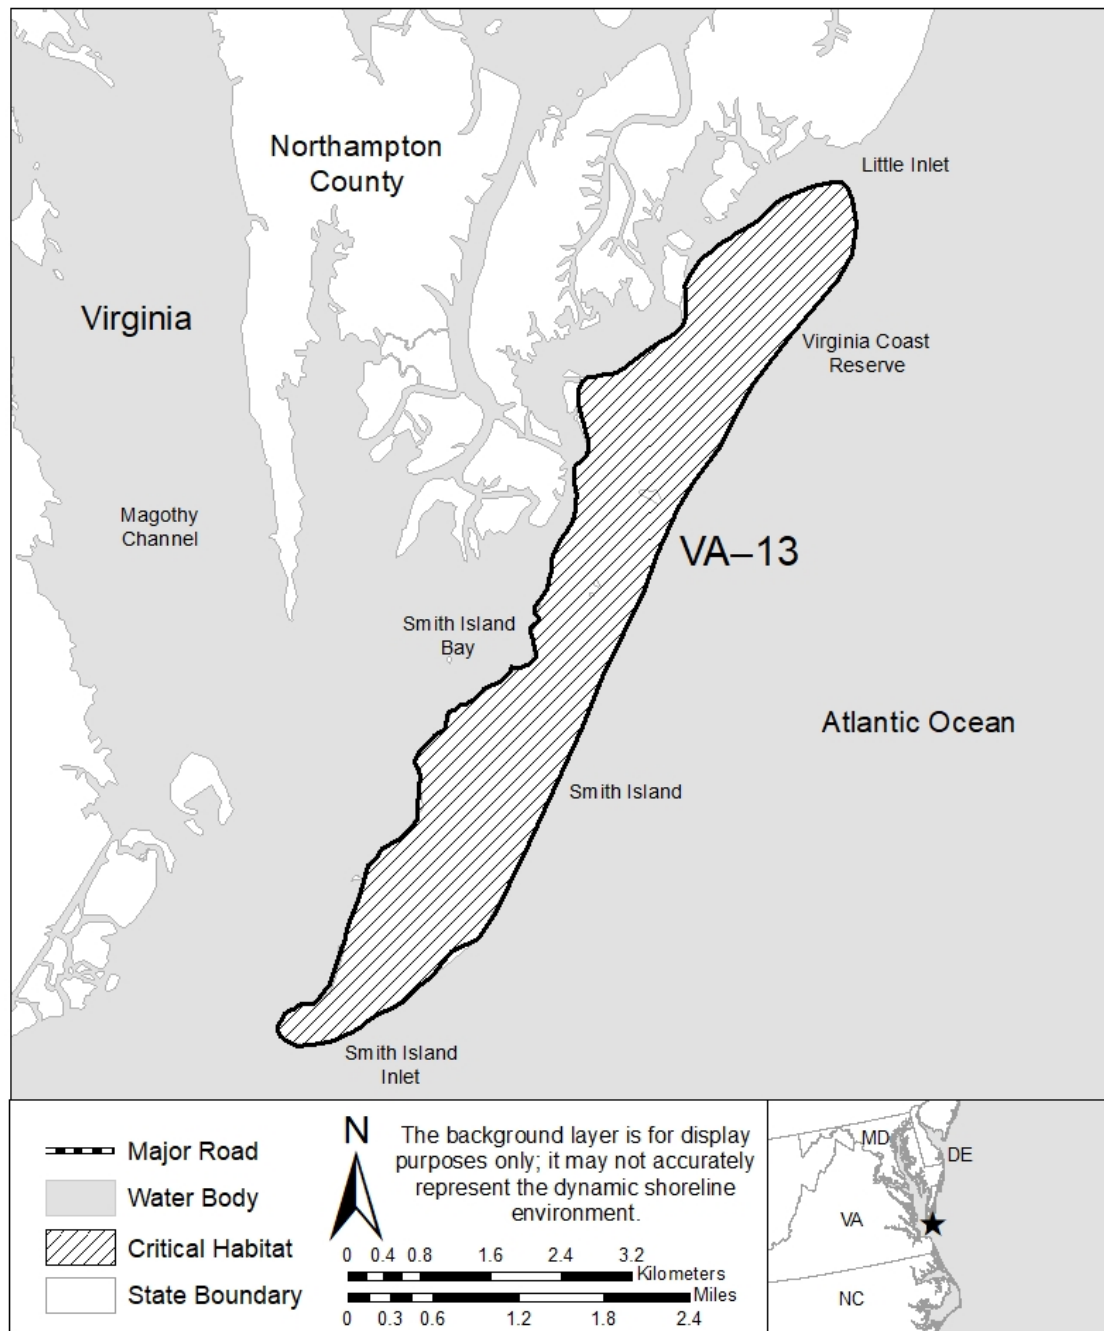 Northampton
County
Little Inlet
Virginia
Virginia Coast
Reserve
Magothy
Channel
VA–13
Smith Island
Bay
Atlantic Ocean
Smith Island
Smith Island
Inlet
Major Road
Water Body
Critical Habitat
State Boundary
N
The background layer is for display
purposes only; it may not accurately
represent the dynamic shoreline
environment.
0 0.4 0.8 1.6 2.4 3.2
Kilometers
Miles
0 0.3 0.6 1.2 1.8 2.4
MD
DE
VA
NC